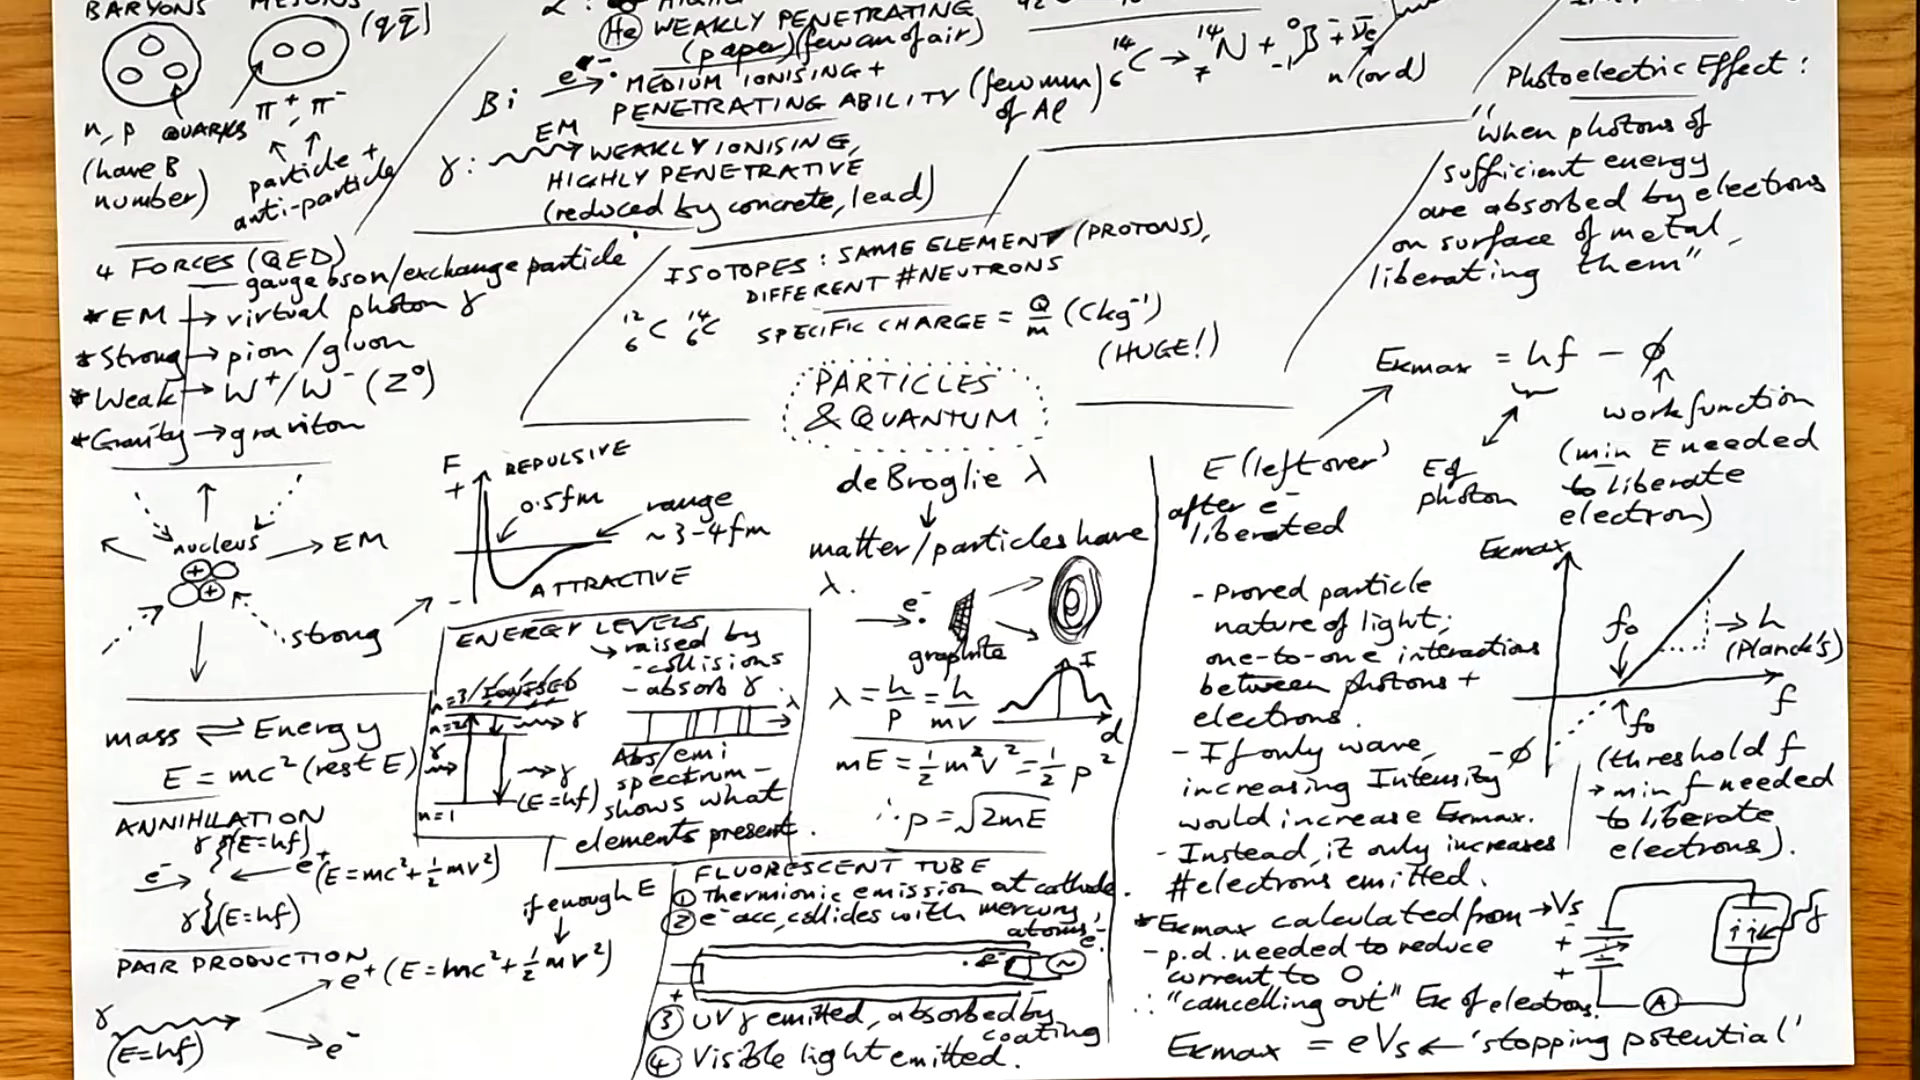 BARYONS MESONS
(qq̄)
n, p QUARKS π⁺, π⁻
(have B
number)
particle +
anti-particle
α:
He WEAKLY PENETRATING
(paper)(few cm of air)
e⁻
MEDIUM IONISING +
PENETRATING ABILITY (few mm
of Al)
EM
γ: WEAKLY IONISING,
HIGHLY PENETRATIVE
(reduced by concrete, lead)
¹⁴₆C → ¹⁴₇N + ⁰₋₁β + ν̄e
Photoelectric Effect:
"When photons of
sufficient energy
are absorbed by electrons
on surface of metal,
liberating them"
4 FORCES (QED)
gauge bson/exchange particle
*EM → virtual photon γ
*Strong → pion/gluon
*Weak → W⁺/W⁻ (Z⁰)
*Gravity → graviton
ISOTOPES: SAME ELEMENT (PROTONS),
DIFFERENT #NEUTRONS
¹²₆C ¹⁴₆C
SPECIFIC CHARGE = Q/m (Ckg⁻¹)
(HUGE!)
PARTICLES
& QUANTUM
nucleus
EM
strong
F
+
-
REPULSIVE
0.5fm
range
~3-4fm
ATTRACTIVE
mass ⇌ Energy
E = mc² (rest E)
ANNIHILATION
γ (E=hf)
e⁻ → ← e⁺ (E = mc² + ½mv²)
γ (E=hf)
PAIR PRODUCTION
if enough E
e⁺ (E = mc² + ½mv²)
γ
(E=hf)
e⁻
ENERGY LEVELS
raised by
- collisions
- absorb γ
n=3/IONISED
n=2
γ
γ
γ
(E=hf)
n=1
λ
Abs/emi
spectrum -
shows what
elements present.
deBroglie λ
↓
matter/particles have
λ.
e⁻
graphite
λ = h/p = h/mv
I
d
mE = ½m²v² = ½p²
∴ p = √2mE
FLUORESCENT TUBE
① Thermionic emission at cathode.
② e⁻ acc, collides with mercury
atoms
e⁻
+
-
③ UV γ emitted, absorbed by
coating
④ Visible light emitted.
Ekmax = hf - ϕ
E (leftover)
after e⁻
liberated
E of
photon
work function
(min E needed
to liberate
electron)
- Proved particle
nature of light;
one-to-one interactions
between photons +
electrons.
- If only wave,
increasing Intensity
would increase Ekmax.
- Instead, it only increases
#electrons emitted.
Ekmax
f₀
→ h
(Planck's)
f
-ϕ
f₀
(threshold f
→ min f needed
to liberate
electrons).
*Ekmax calculated from → Vs
- p.d. needed to reduce
current to 0.
∴ "cancelling out" Ek of electrons.
Ekmax = eVs ← 'stopping potential'
-
+
+
γ
A